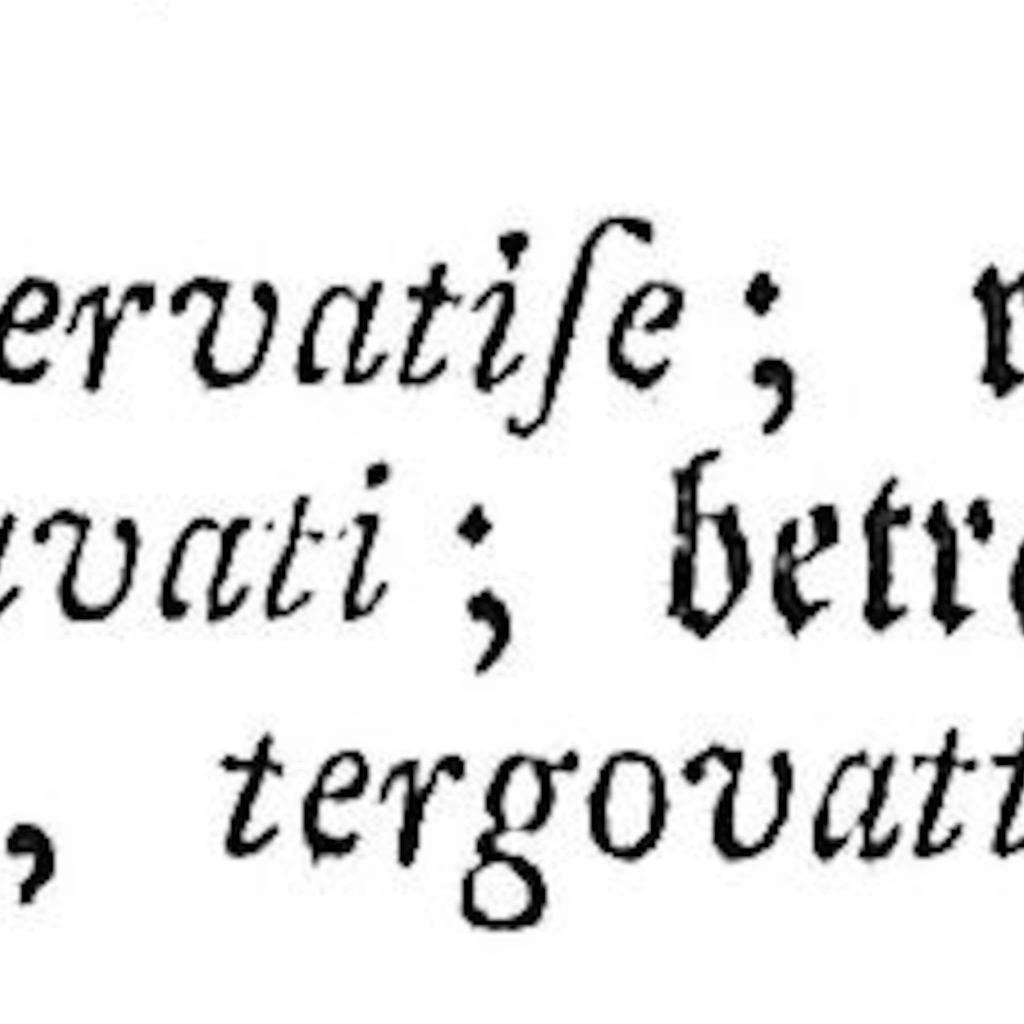 ervatiſe ;
vati ; betr
, tergovatt